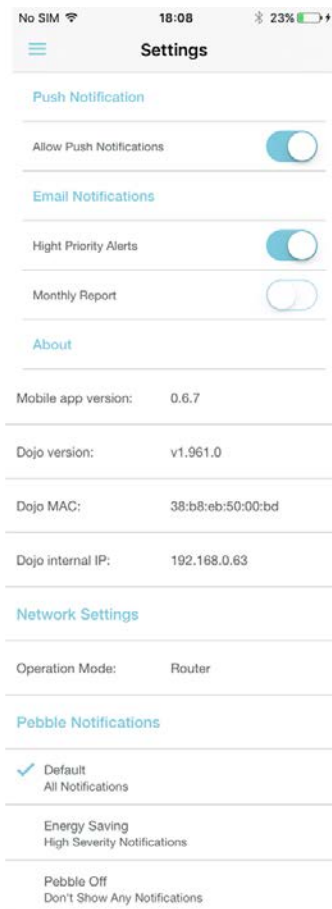 No SIM 18:08 23%
Settings
Push Notification
Allow Push Notifications
Email Notifications
Hight Priority Alerts
Monthly Report
About
Mobile app version: 0.6.7
Dojo version: v1.961.0
Dojo MAC: 38:b8:eb:50:00:bd
Dojo internal IP: 192.168.0.63
Network Settings
Operation Mode: Router
Pebble Notifications
Default
All Notifications
Energy Saving
High Severity Notifications
Pebble Off
Don't Show Any Notifications